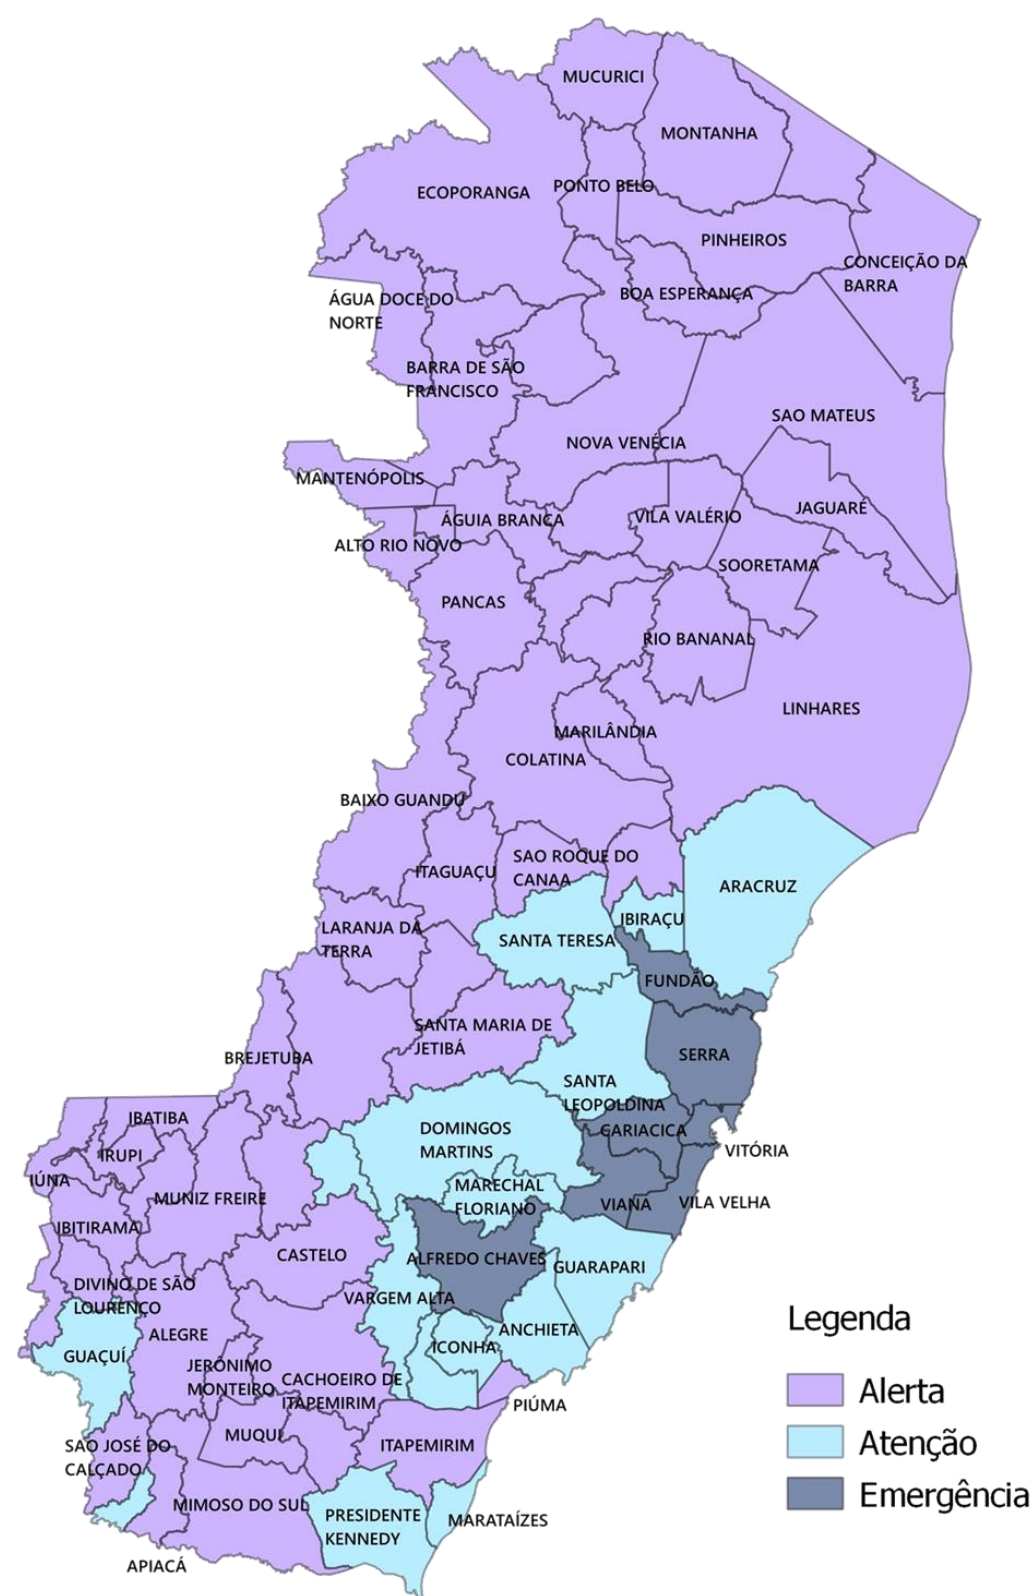 MUCURICI
MONTANHA
ECOPORANGA
PONTO BELO
PINHEIROS
CONCEIÇÃO DA
BARRA
BOA ESPERANÇA
ÁGUA DOCE DO
NORTE
BARRA DE SÃO
FRANCISCO
SAO MATEUS
NOVA VENÉCIA
MANTENÓPOLIS
JAGUARÉ
ÁGUIA BRANCA
VILA VALÉRIO
ALTO RIO NOVO
SOORETAMA
PANCAS
RIO BANANAL
LINHARES
MARILÂNDIA
COLATINA
BAIXO GUANDU
SAO ROQUE DO
CANAA
ITAGUAÇU
ARACRUZ
IBIRAÇU
LARANJA DA
TERRA
SANTA TERESA
FUNDÃO
SANTA MARIA DE
JETIBÁ
SERRA
BREJETUBA
SANTA
LEOPOLDINA
IBATIBA
DOMINGOS
MARTINS
CARIACICA
VITÓRIA
IRUPI
IÚNA
MUNIZ FREIRE
MARECHAL
FLORIANO
VIANA
VILA VELHA
IBITIRAMA
CASTELO
ALFREDO CHAVES
GUARAPARI
DIVINO DE SÃO
LOURENÇO
VARGEM ALTA
ANCHIETA
ALEGRE
ICONHA
GUAÇUÍ
JERÔNIMO
MONTEIRO
CACHOEIRO DE
ITAPEMIRIM
PIÚMA
MUQUI
SAO JOSÉ DO
CALÇADO
ITAPEMIRIM
MIMOSO DO SUL
PRESIDENTE
KENNEDY
MARATAÍZES
APIACÁ
Legenda
Alerta
Atenção
Emergência